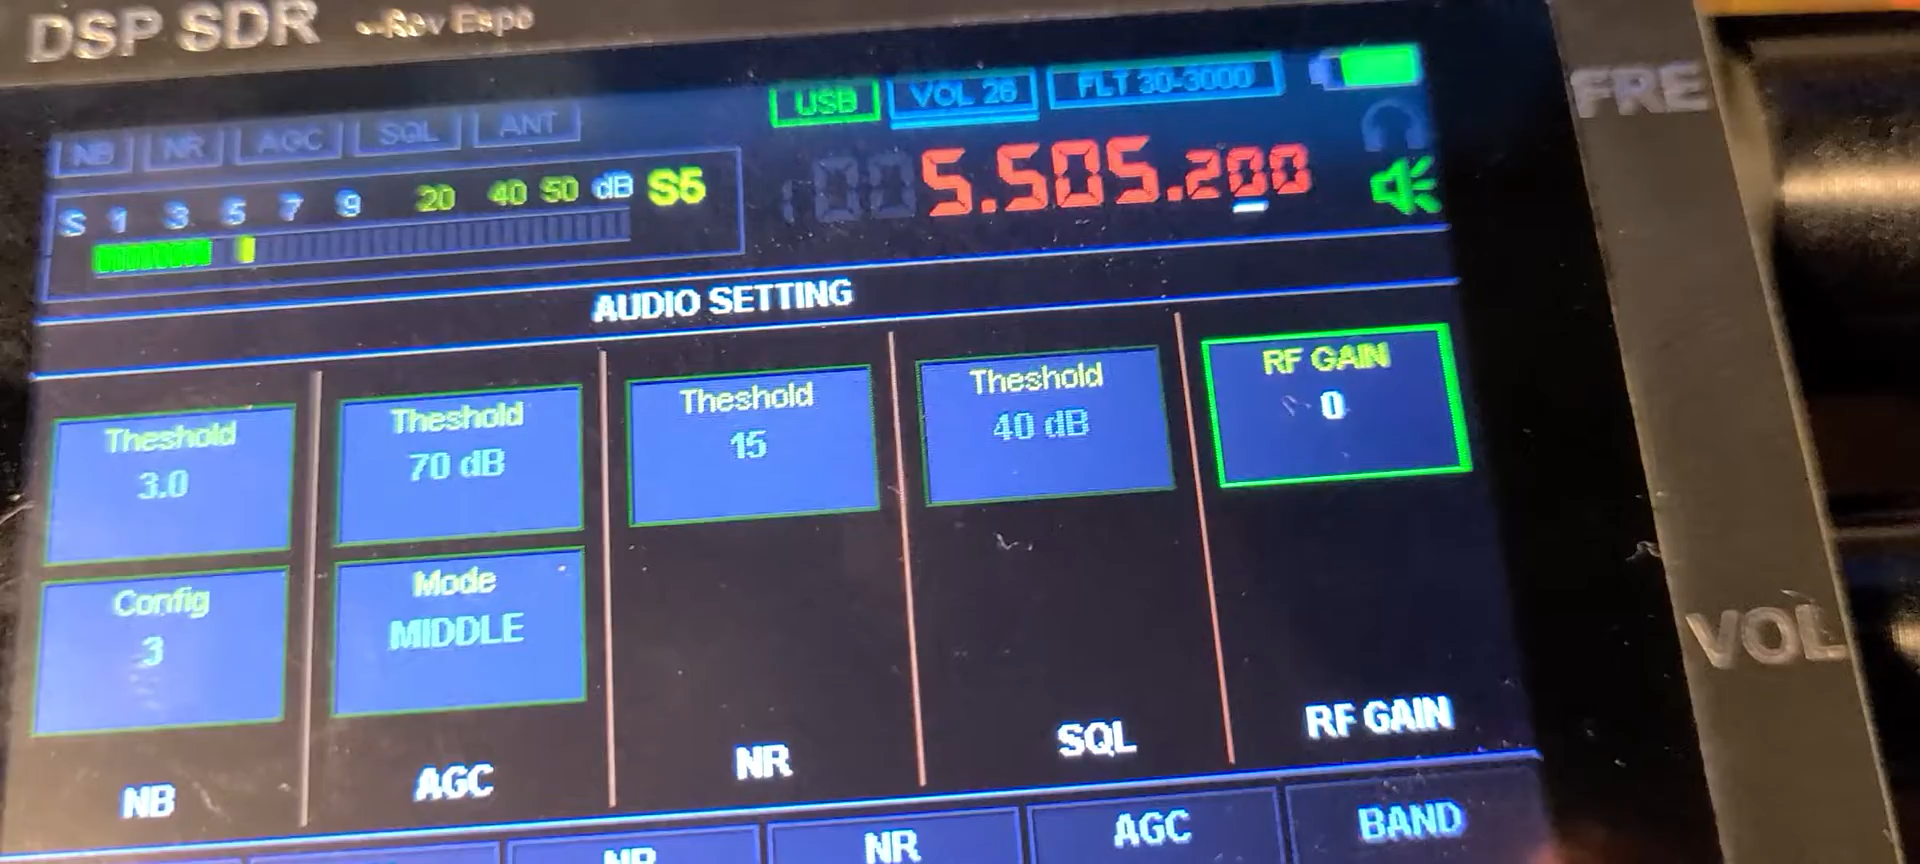 DSP SDR
USB VOL 26 FLT 30-3000
NB NR AGC SQL ANT
S 1 3 5 7 9 20 40 50 dB S5
5.505.200
AUDIO SETTING
Theshold
3.0
Config
3
NB
Theshold
70 dB
Mode
MIDDLE
AGC
Theshold
15
NR
Theshold
40 dB
SQL
RF GAIN
0
RF GAIN
NR AGC BAND
FRE
VOL